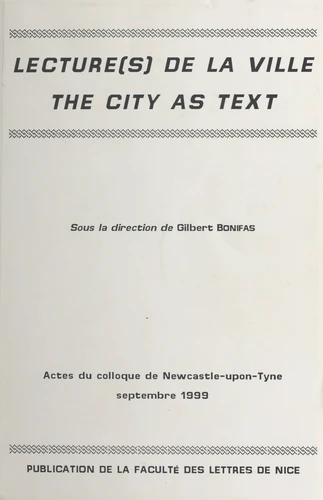 LECTURE(S) DE LA VILLE
THE CITY AS TEXT
Sous la direction de Gilbert BONIFAS
Actes du colloque de Newcastle-upon-Tyne
septembre 1999
PUBLICATION DE LA FACULTÉ DES LETTRES DE NICE